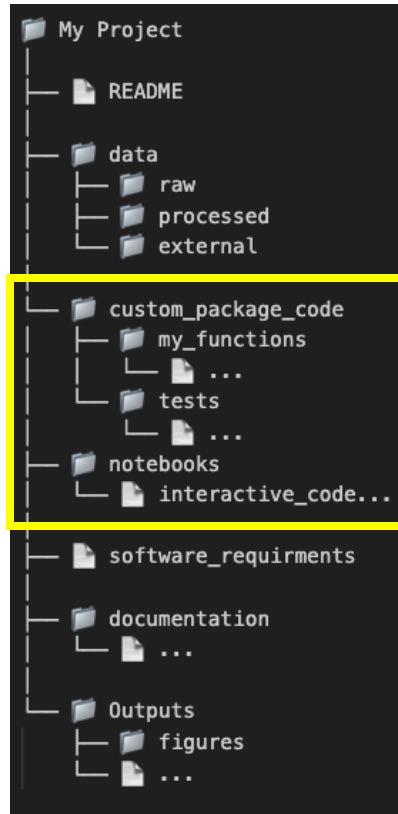 My Project
README
data
raw
processed
external
custom_package_code
my_functions
...
tests
...
notebooks
interactive_code...
software_requirments
documentation
...
Outputs
figures
...